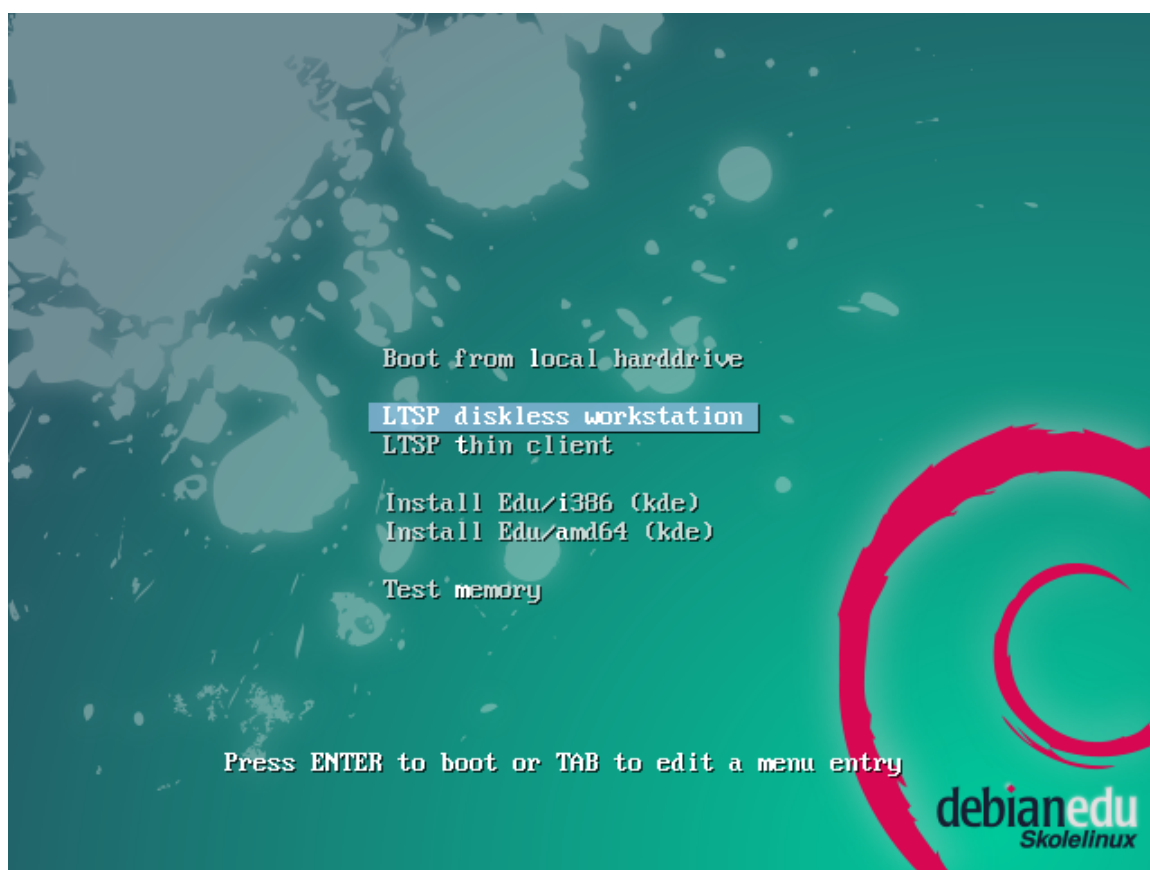 Boot from local harddrive
LTSP diskless workstation
LTSP thin client
Install Edu/i386 (kde)
Install Edu/amd64 (kde)
Test memory
Press ENTER to boot or TAB to edit a menu entry
debianedu
Skolelinux